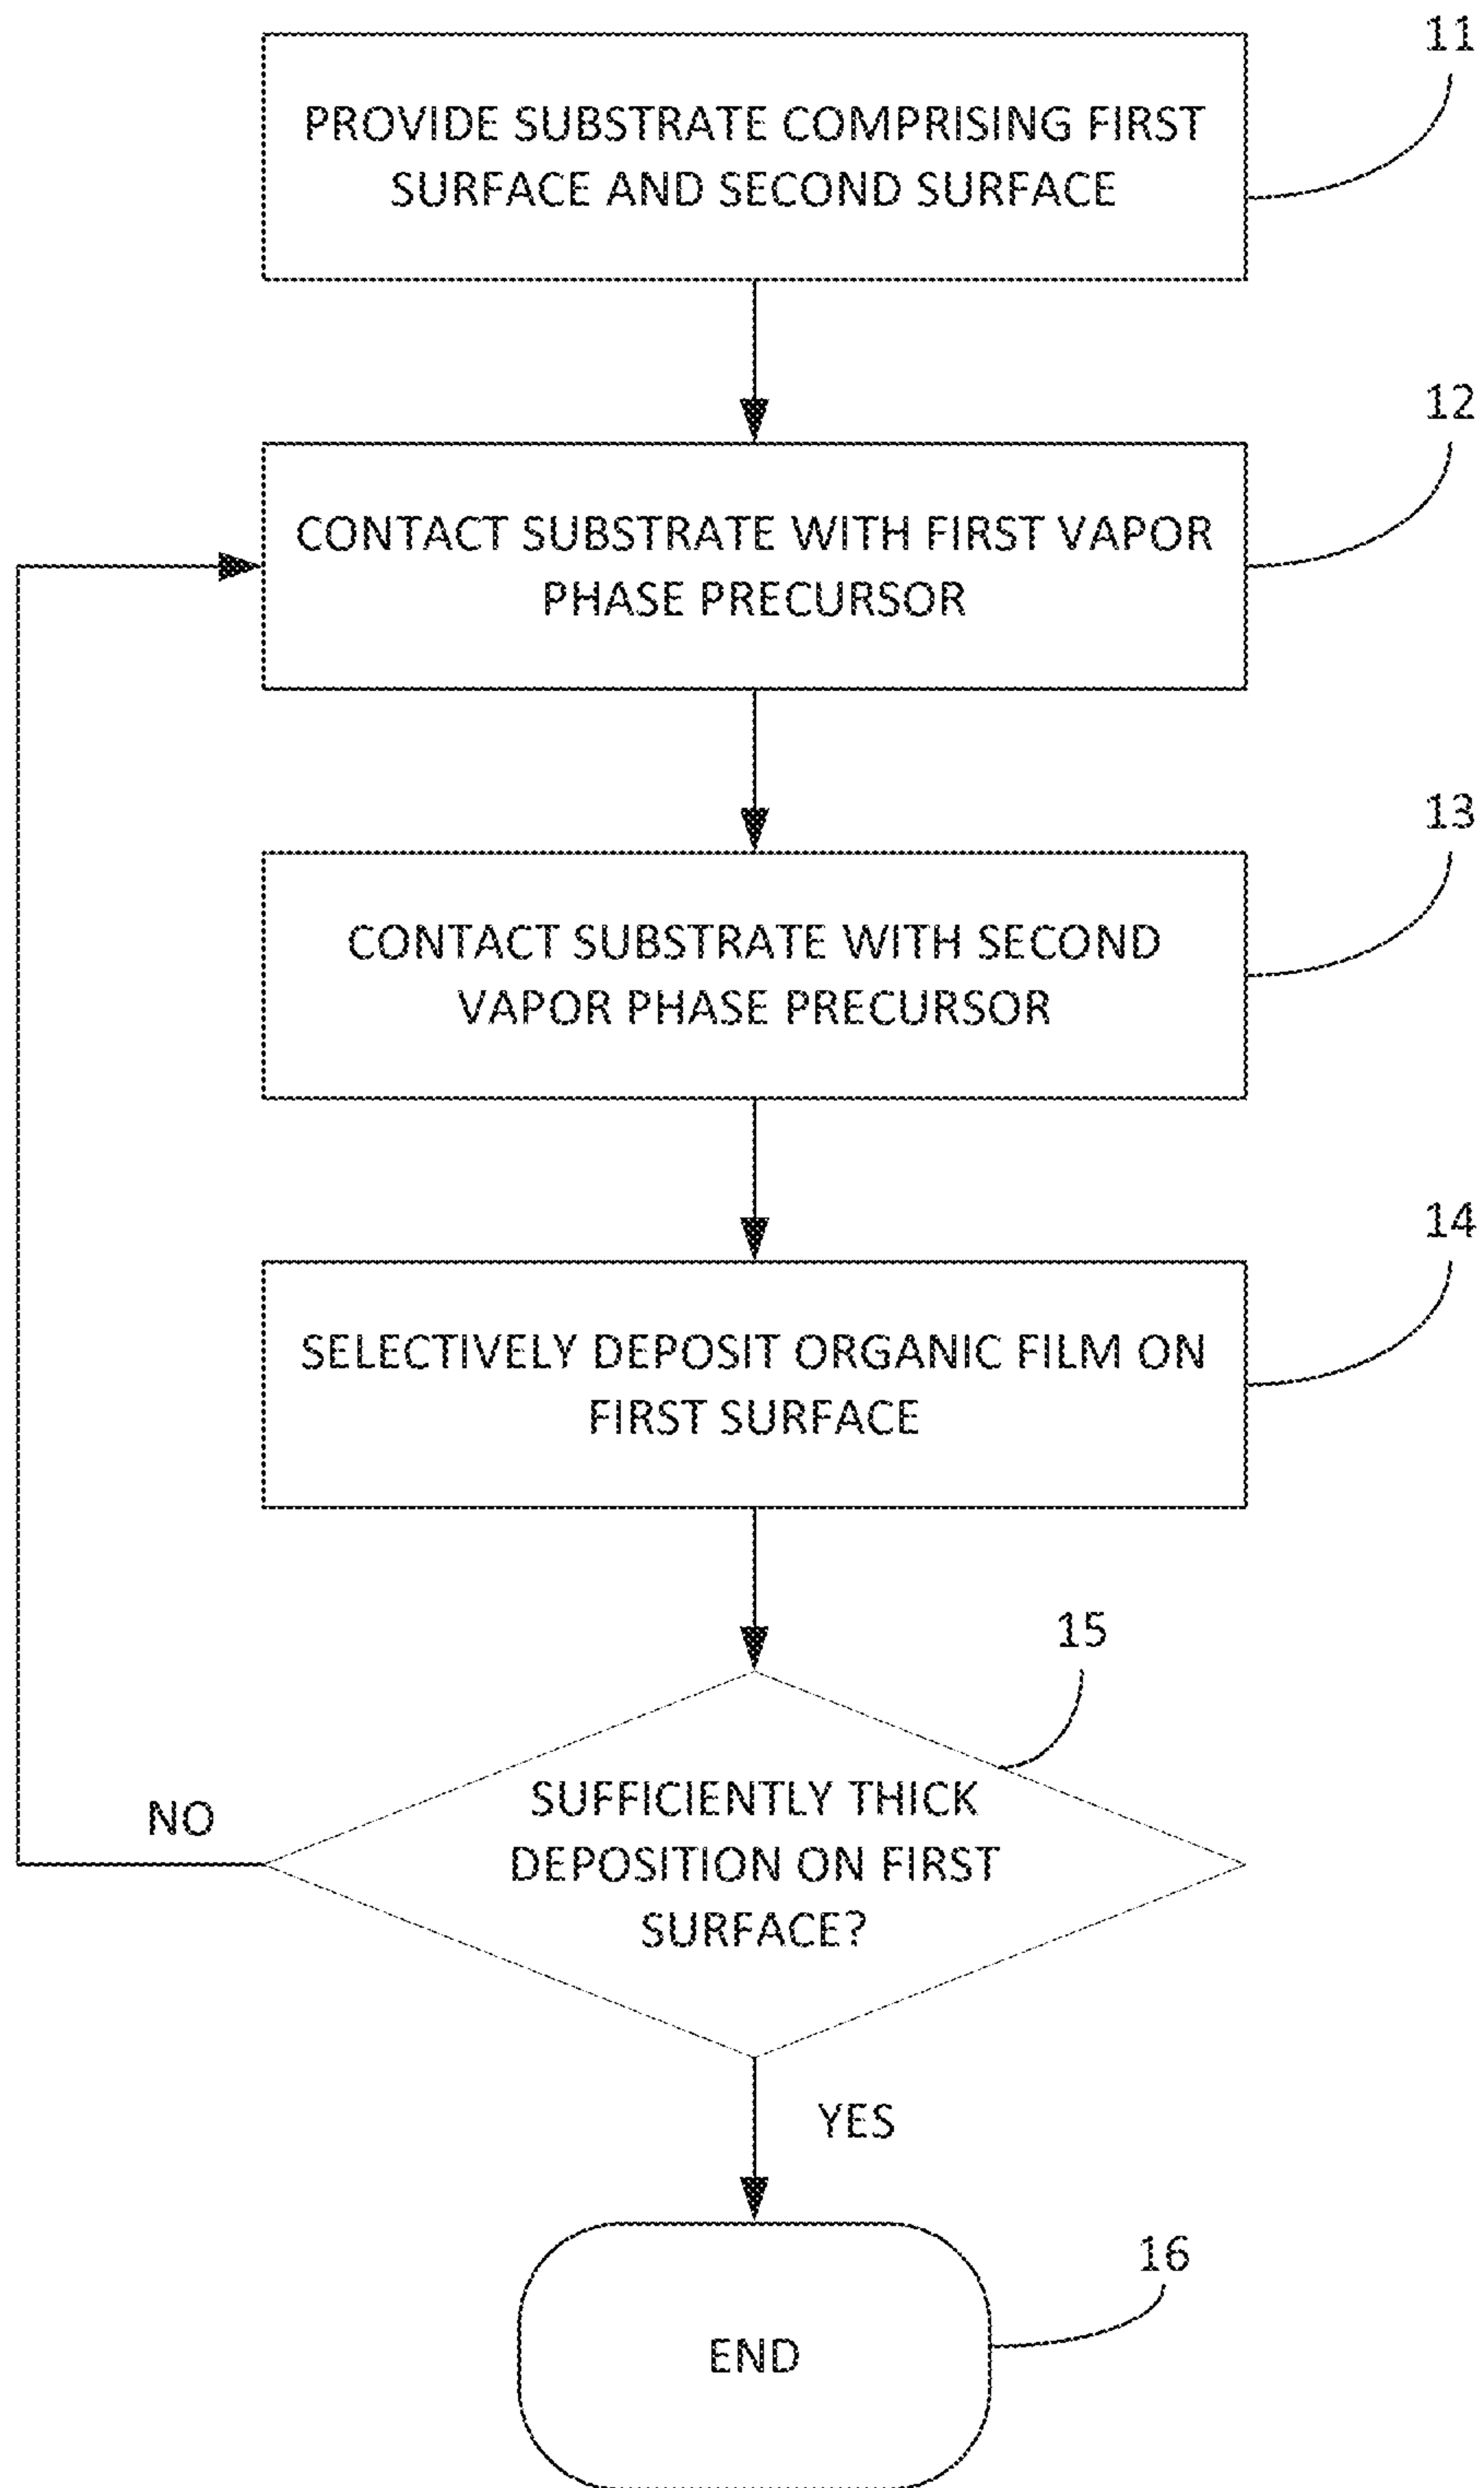 11
PROVIDE SUBSTRATE COMPRISING FIRST
SURFACE AND SECOND SURFACE
12
CONTACT SUBSTRATE WITH FIRST VAPOR
PHASE PRECURSOR
13
CONTACT SUBSTRATE WITH SECOND
VAPOR PHASE PRECURSOR
14
SELECTIVELY DEPOSIT ORGANIC FILM ON
FIRST SURFACE
15
SUFFICIENTLY THICK
DEPOSITION ON FIRST
SURFACE?
NO
YES
16
END